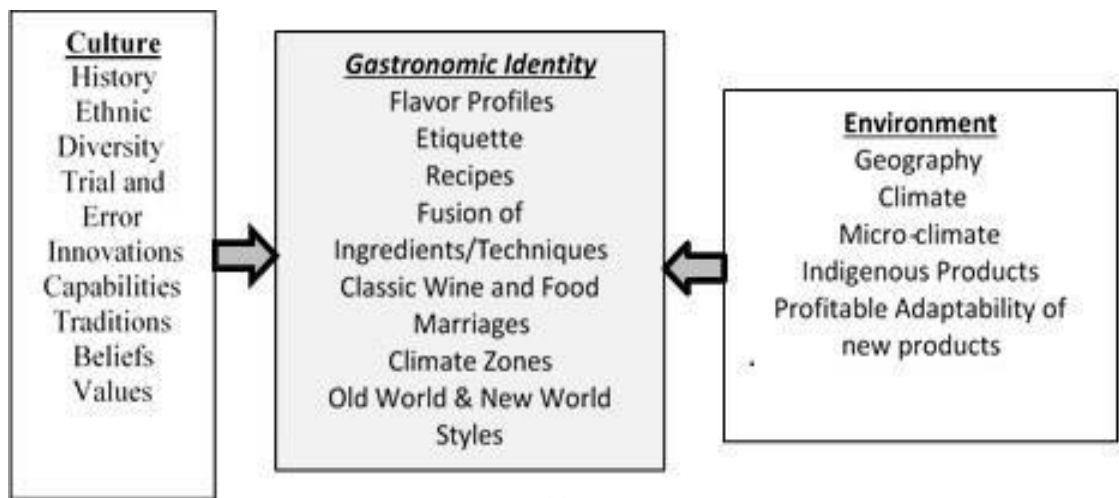 Culture
History
Ethnic
Diversity
Trial and
Error
Innovations
Capabilities
Traditions
Beliefs
Values
Gastronomic Identity
Flavor Profiles
Etiquette
Recipes
Fusion of
Ingredients/Techniques
Classic Wine and Food
Marriages
Climate Zones
Old World & New World
Styles
Environment
Geography
Climate
Micro-climate
Indigenous Products
Profitable Adaptability of
new products
.